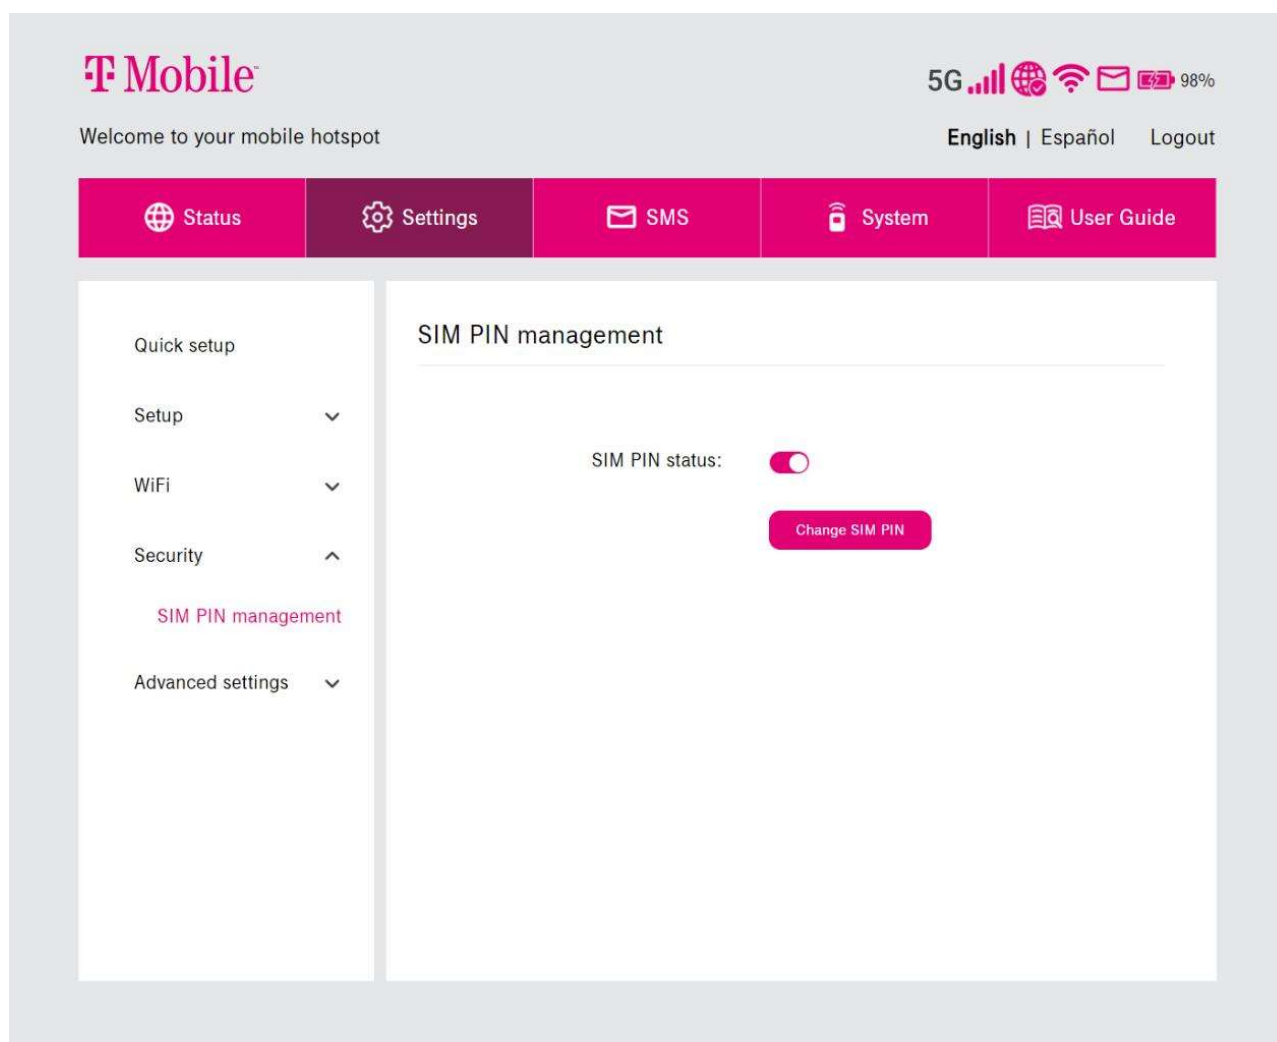 T Mobile
5G 98%
Welcome to your mobile hotspot
English | Español Logout
Status Settings SMS System User Guide
Quick setup
Setup
WiFi
Security
SIM PIN management
Advanced settings
SIM PIN management
SIM PIN status:
Change SIM PIN